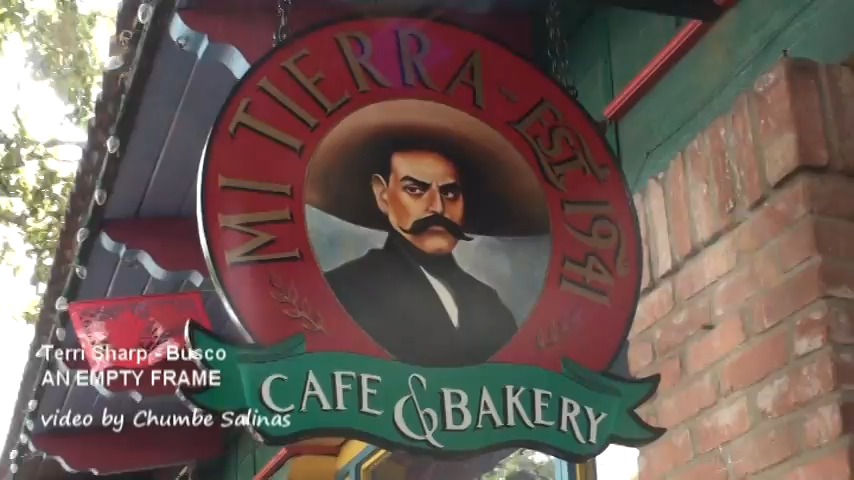 MI TIERRA - EST. 1941
CAFE & BAKERY
Terri Sharp - Busco
AN EMPTY FRAME
video by Chumbe Salinas